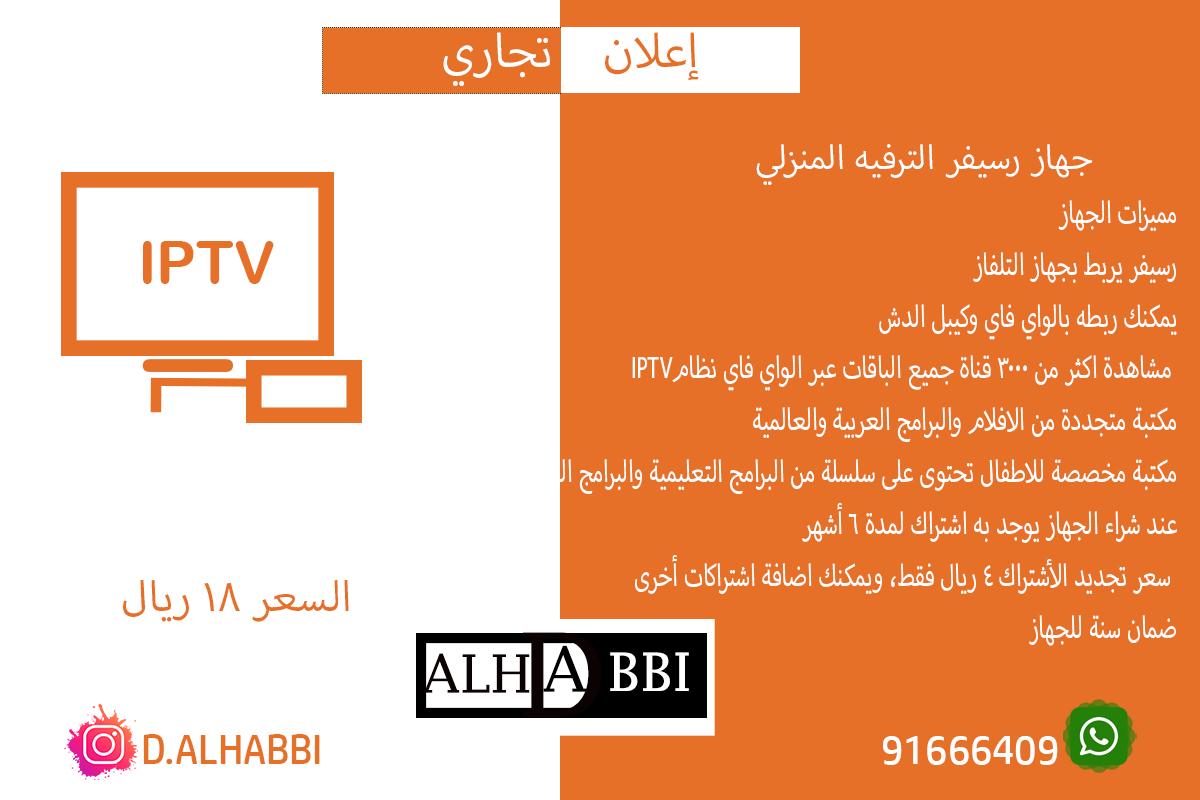 إعلان تجاري
جهاز رسيفر الترفيه المنزلي
مميزات الجهاز
رسيفر يربط بجهاز التلفاز
يمكنك ربطه بالواي فاي وكيبل الدش
مشاهدة اكثر من ٣٠٠٠ قناة جميع الباقات عبر الواي فاي نظامIPTV
مكتبة متجددة من الافلام والبرامج العربية والعالمية
مكتبة مخصصة للاطفال تحتوى على سلسلة من البرامج التعليمية والبرامج
عند شراء الجهاز يوجد به اشتراك لمدة ٦ أشهر
سعر تجديد الأشتراك ٤ ريال فقط، ويمكنك اضافة اشتراكات أخرى
ضمان سنة للجهاز
IPTV
السعر ١٨ ريال
ALHABBI
91666409
D.ALHABBI